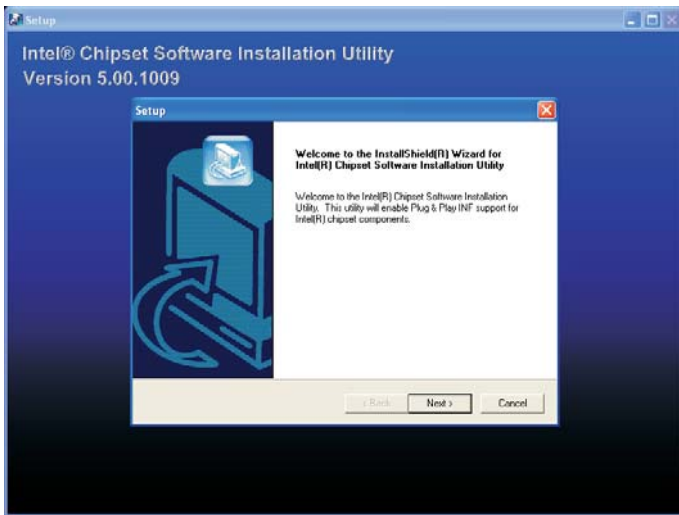 Setup
Intel® Chipset Software Installation Utility
Version 5.00.1009
Setup
Welcome to the InstallShield(R) Wizard for
Intel(R) Chipset Software Installation Utility
Welcome to the Intel(R) Chipset Software Installation
Utility. This utility will enable Plug & Play INF support for
Intel(R) chipset components.
< Back
Next >
Cancel